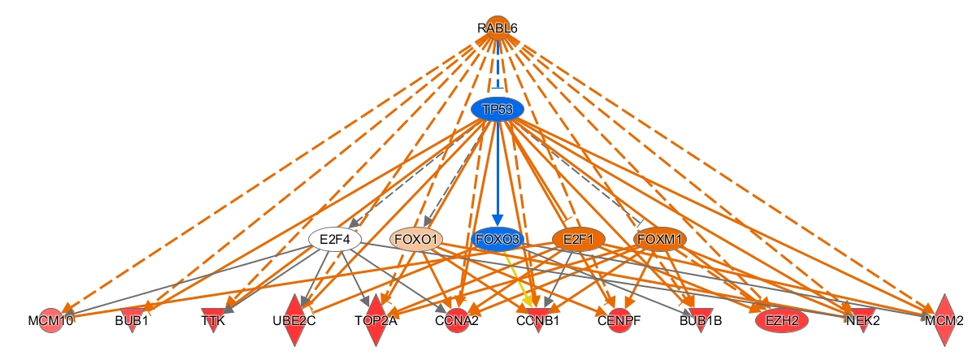 RABL6
TP53
E2F4 FOXO1 FOXO3 E2F1 FOXM1
MCM10 BUB1 TTK UBE2C TOP2A CCNA2 CCNB1 CENPF BUB1B EZH2 NEK2 MCM2